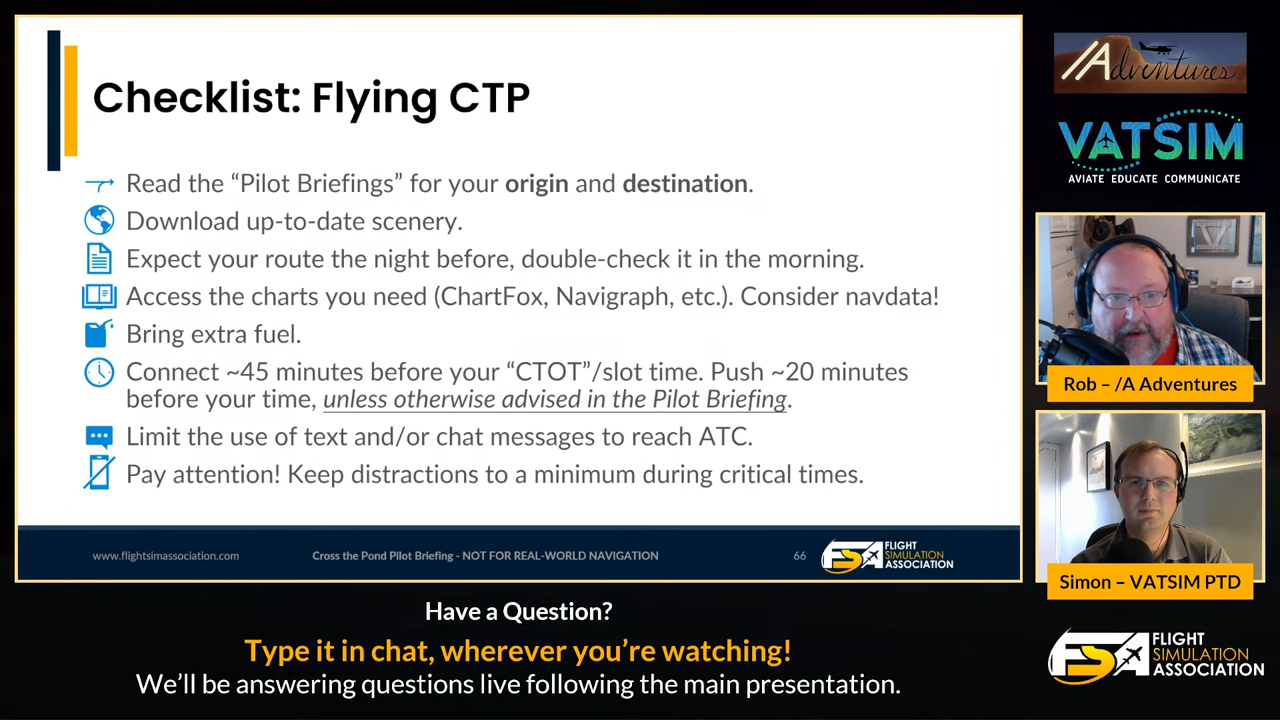 Checklist: Flying CTP
Read the “Pilot Briefings” for your origin and destination.
Download up-to-date scenery.
Expect your route the night before, double-check it in the morning.
Access the charts you need (ChartFox, Navigraph, etc.). Consider navdata!
Bring extra fuel.
Connect ~45 minutes before your “CTOT”/slot time. Push ~20 minutes
before your time, unless otherwise advised in the Pilot Briefing.
Limit the use of text and/or chat messages to reach ATC.
Pay attention! Keep distractions to a minimum during critical times.
www.flightsimassociation.com
Cross the Pond Pilot Briefing - NOT FOR REAL-WORLD NAVIGATION
66
FSA FLIGHT
SIMULATION
ASSOCIATION
/Adventures
VATSIM
AVIATE EDUCATE COMMUNICATE
Rob – /A Adventures
Simon – VATSIM PTD
Have a Question?
Type it in chat, wherever you’re watching!
We’ll be answering questions live following the main presentation.
FSA FLIGHT
SIMULATION
ASSOCIATION